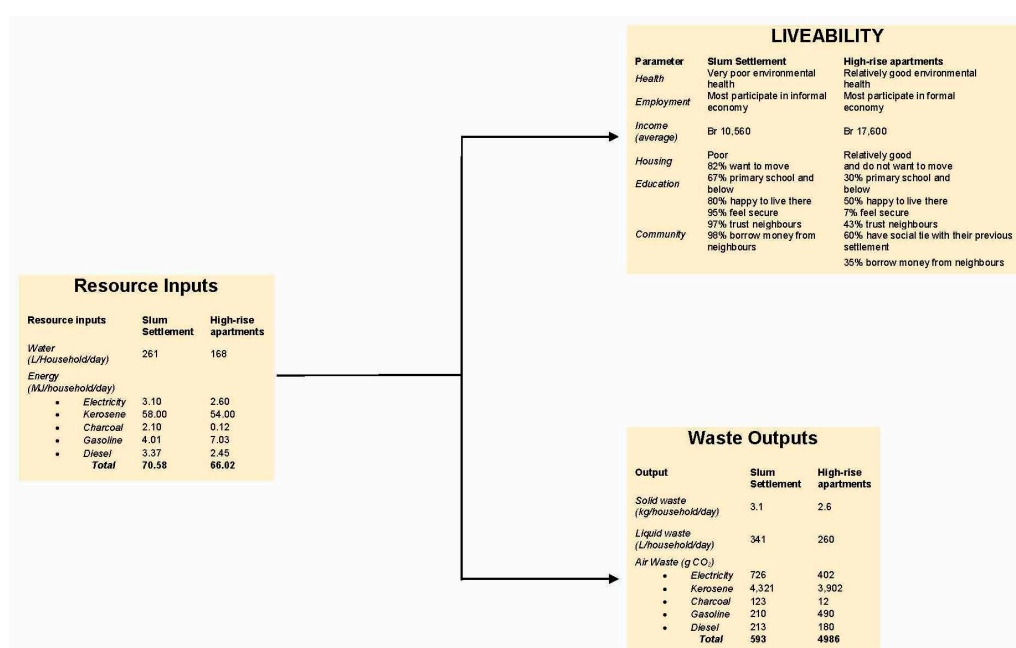 LIVEABILITY
Parameter Slum Settlement High-rise apartments
Health Very poor environmental health Relatively good environmental health
Employment Most participate in informal economy Most participate in formal economy
Income (average) Br 10,560 Br 17,600
Housing Poor 82% want to move Relatively good and do not want to move
Education 67% primary school and below 30% primary school and below
Community
80% happy to live there
95% feel secure
97% trust neighbours
98% borrow money from neighbours
50% happy to live there
7% feel secure
43% trust neighbours
60% have social tie with their previous settlement
35% borrow money from neighbours
Resource Inputs
Resource inputs Slum Settlement High-rise apartments
Water (L/Household/day) 261 168
Energy (MJ/household/day)
• Electricity 3.10 2.60
• Kerosene 58.00 54.00
• Charcoal 2.10 0.12
• Gasoline 4.01 7.03
• Diesel 3.37 2.45
Total 70.58 66.02
Waste Outputs
Output Slum Settlement High-rise apartments
Solid waste (kg/household/day) 3.1 2.6
Liquid waste (L/household/day) 341 260
Air Waste (g CO₂)
• Electricity 726 402
• Kerosene 4,321 3,902
• Charcoal 123 12
• Gasoline 210 490
• Diesel 213 180
Total 593 4986